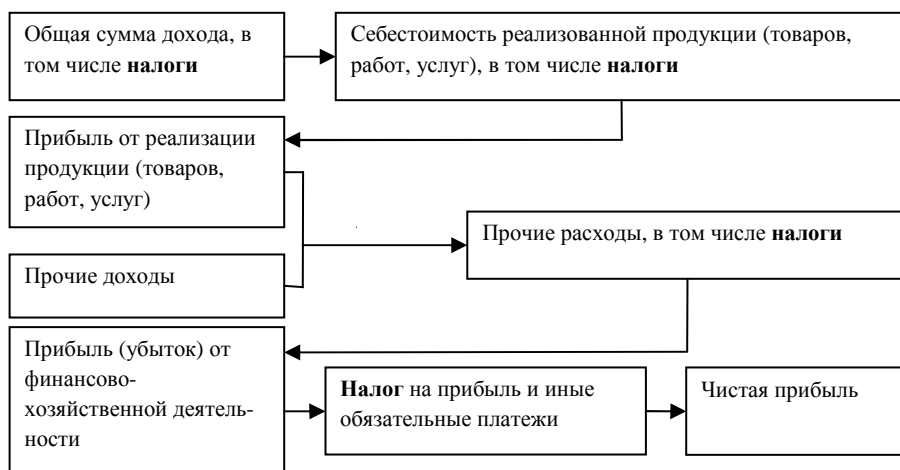 Общая сумма дохода, в
том числе налоги
Себестоимость реализованной продукции (товаров,
работ, услуг), в том числе налоги
Прибыль от реализации
продукции (товаров,
работ, услуг)
Прочие расходы, в том числе налоги
Прочие доходы
Прибыль (убыток) от
финансово-
хозяйственной деятель-
ности
Налог на прибыль и иные
обязательные платежи
Чистая прибыль